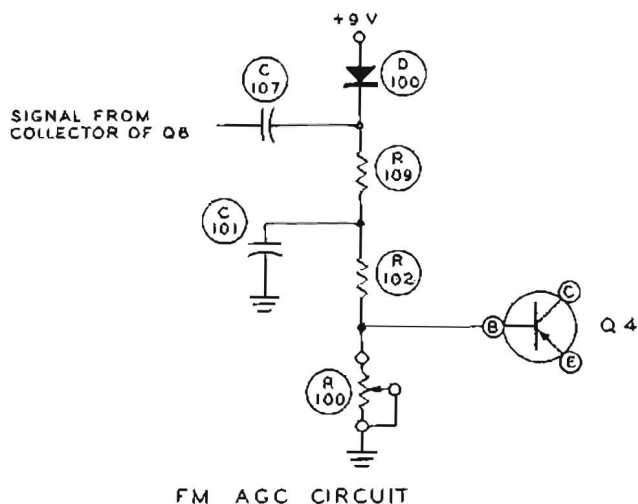 +9 V
D
100
C
107
SIGNAL FROM
COLLECTOR OF Q8
R
109
C
101
R
102
B
C
E
Q 4
R
100
FM AGC CIRCUIT